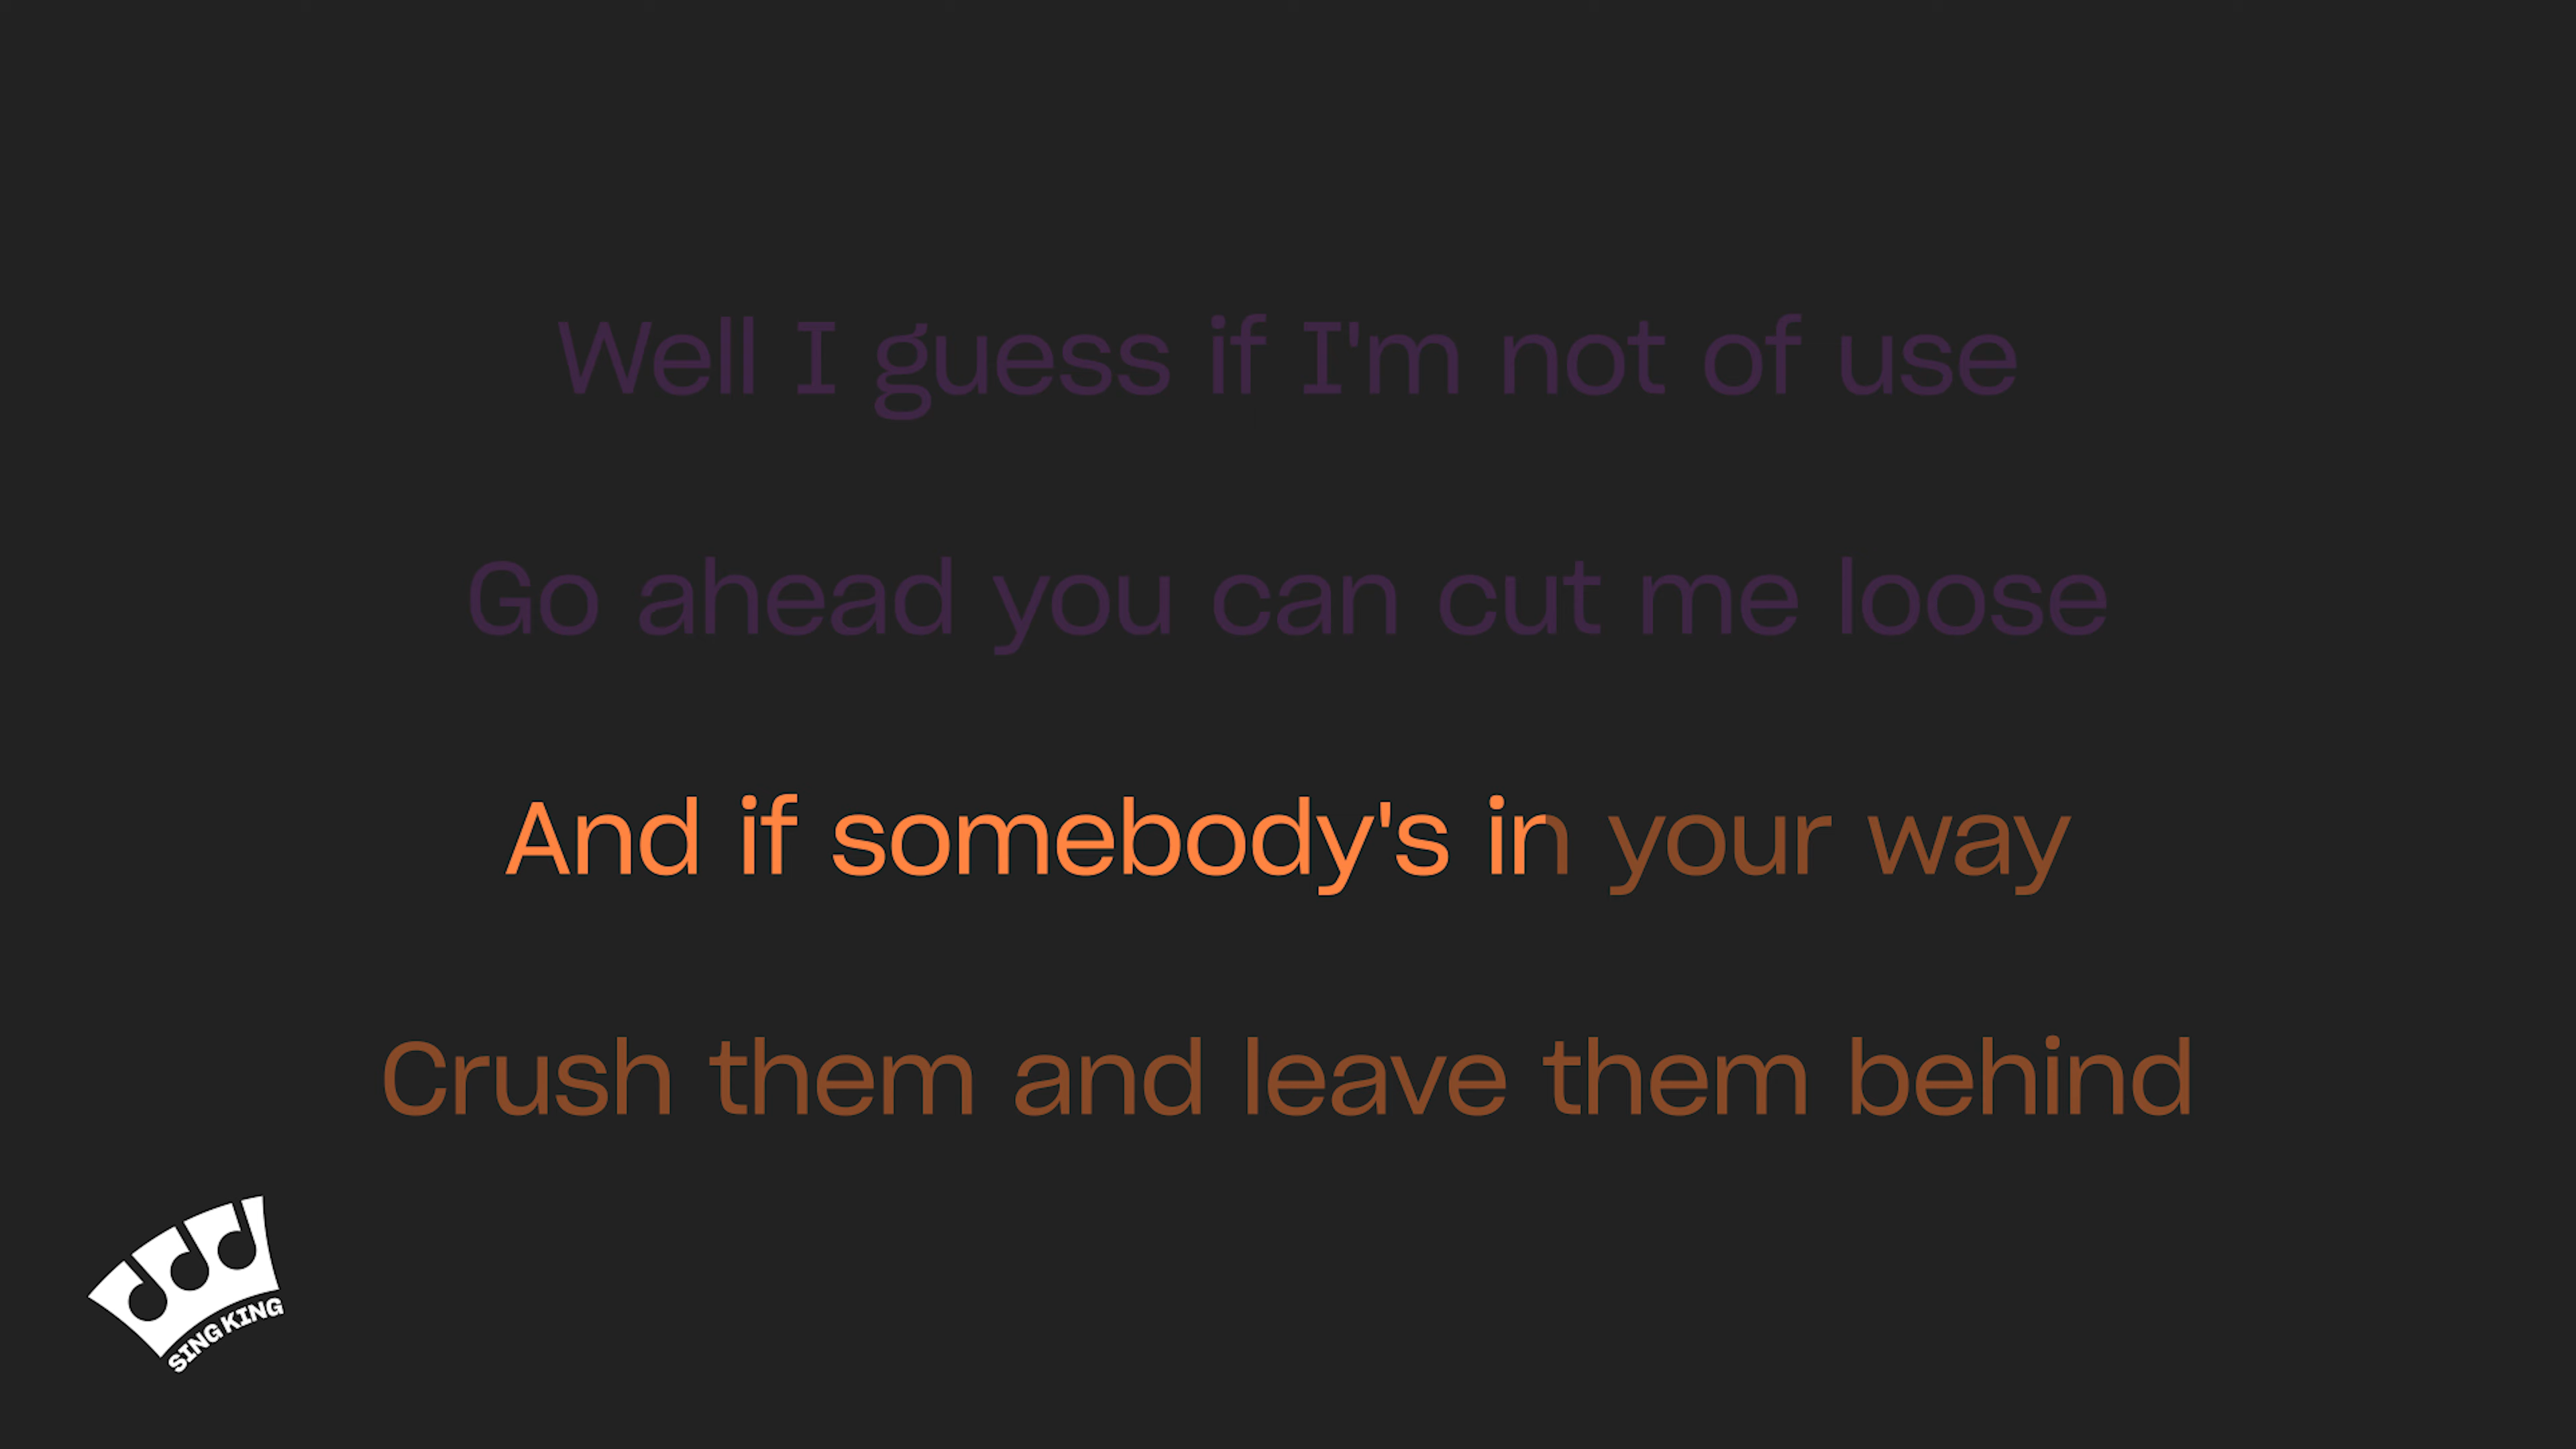 Well I guess if I'm not of use
Go ahead you can cut me loose
And if somebody's in your way
Crush them and leave them behind
SING KING